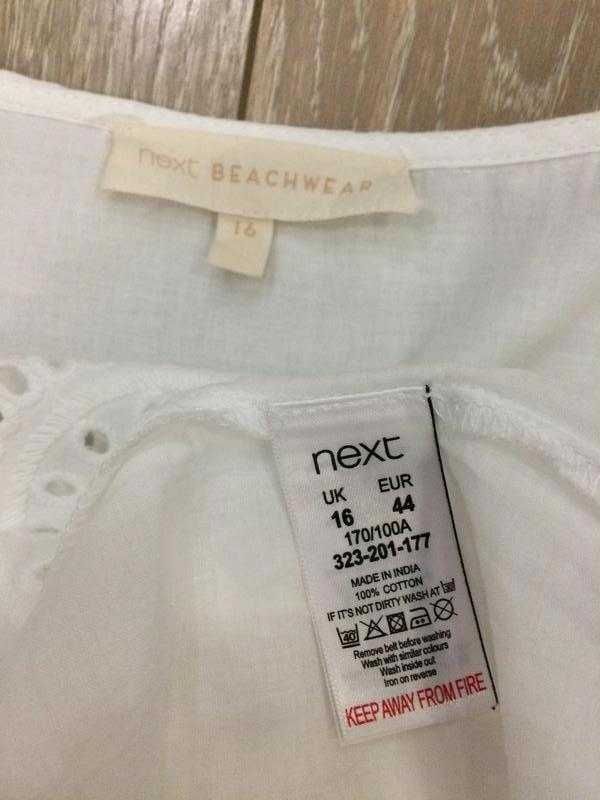 next BEACHWEAR
16
next
UK EUR
16 44
170/100A
323-201-177
MADE IN INDIA
100% COTTON
IF IT'S NOT DIRTY WASH AT 30
40
Remove belt before washing
Wash with similar colours
Wash inside out
Iron on reverse
KEEP AWAY FROM FIRE